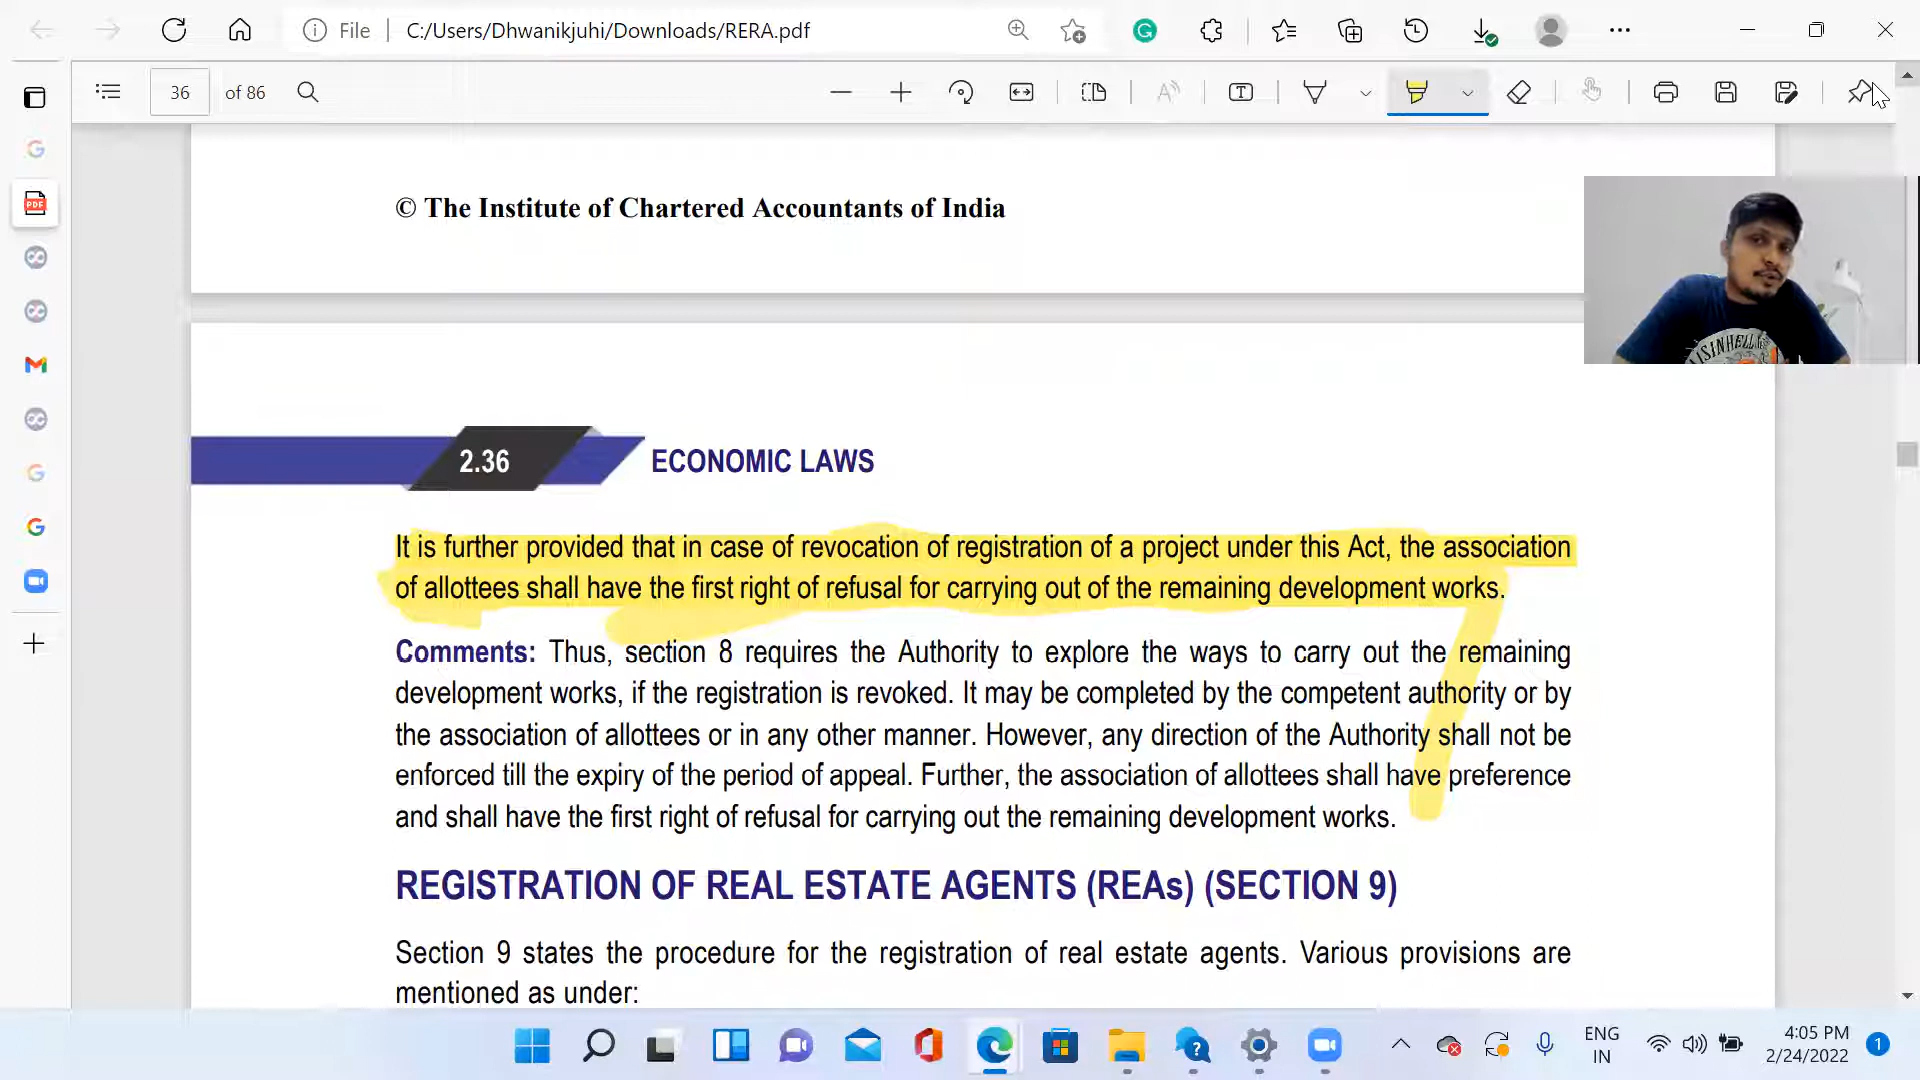 File
C:/Users/Dhwanikjuhi/Downloads/RERA.pdf
36 of 86
© The Institute of Chartered Accountants of India
2.36 ECONOMIC LAWS
It is further provided that in case of revocation of registration of a project under this Act, the association
of allottees shall have the first right of refusal for carrying out of the remaining development works.
Comments: Thus, section 8 requires the Authority to explore the ways to carry out the remaining
development works, if the registration is revoked. It may be completed by the competent authority or by
the association of allottees or in any other manner. However, any direction of the Authority shall not be
enforced till the expiry of the period of appeal. Further, the association of allottees shall have preference
and shall have the first right of refusal for carrying out the remaining development works.
REGISTRATION OF REAL ESTATE AGENTS (REAs) (SECTION 9)
Section 9 states the procedure for the registration of real estate agents. Various provisions are
mentioned as under:
ENG
IN
4:05 PM
2/24/2022
1